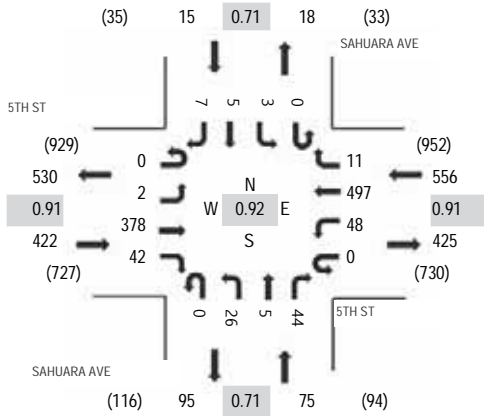 (35) 15 0.71 18 (33)
SAHUARA AVE
5TH ST
7 5 3 0
(929) (952)
0 11
530 556
2 N 497
0.91 W 0.92 E 0.91
378 S 48
422 425
42 0
(727) (730)
0 26 5 44
5TH ST
SAHUARA AVE
(116) 95 0.71 75 (94)